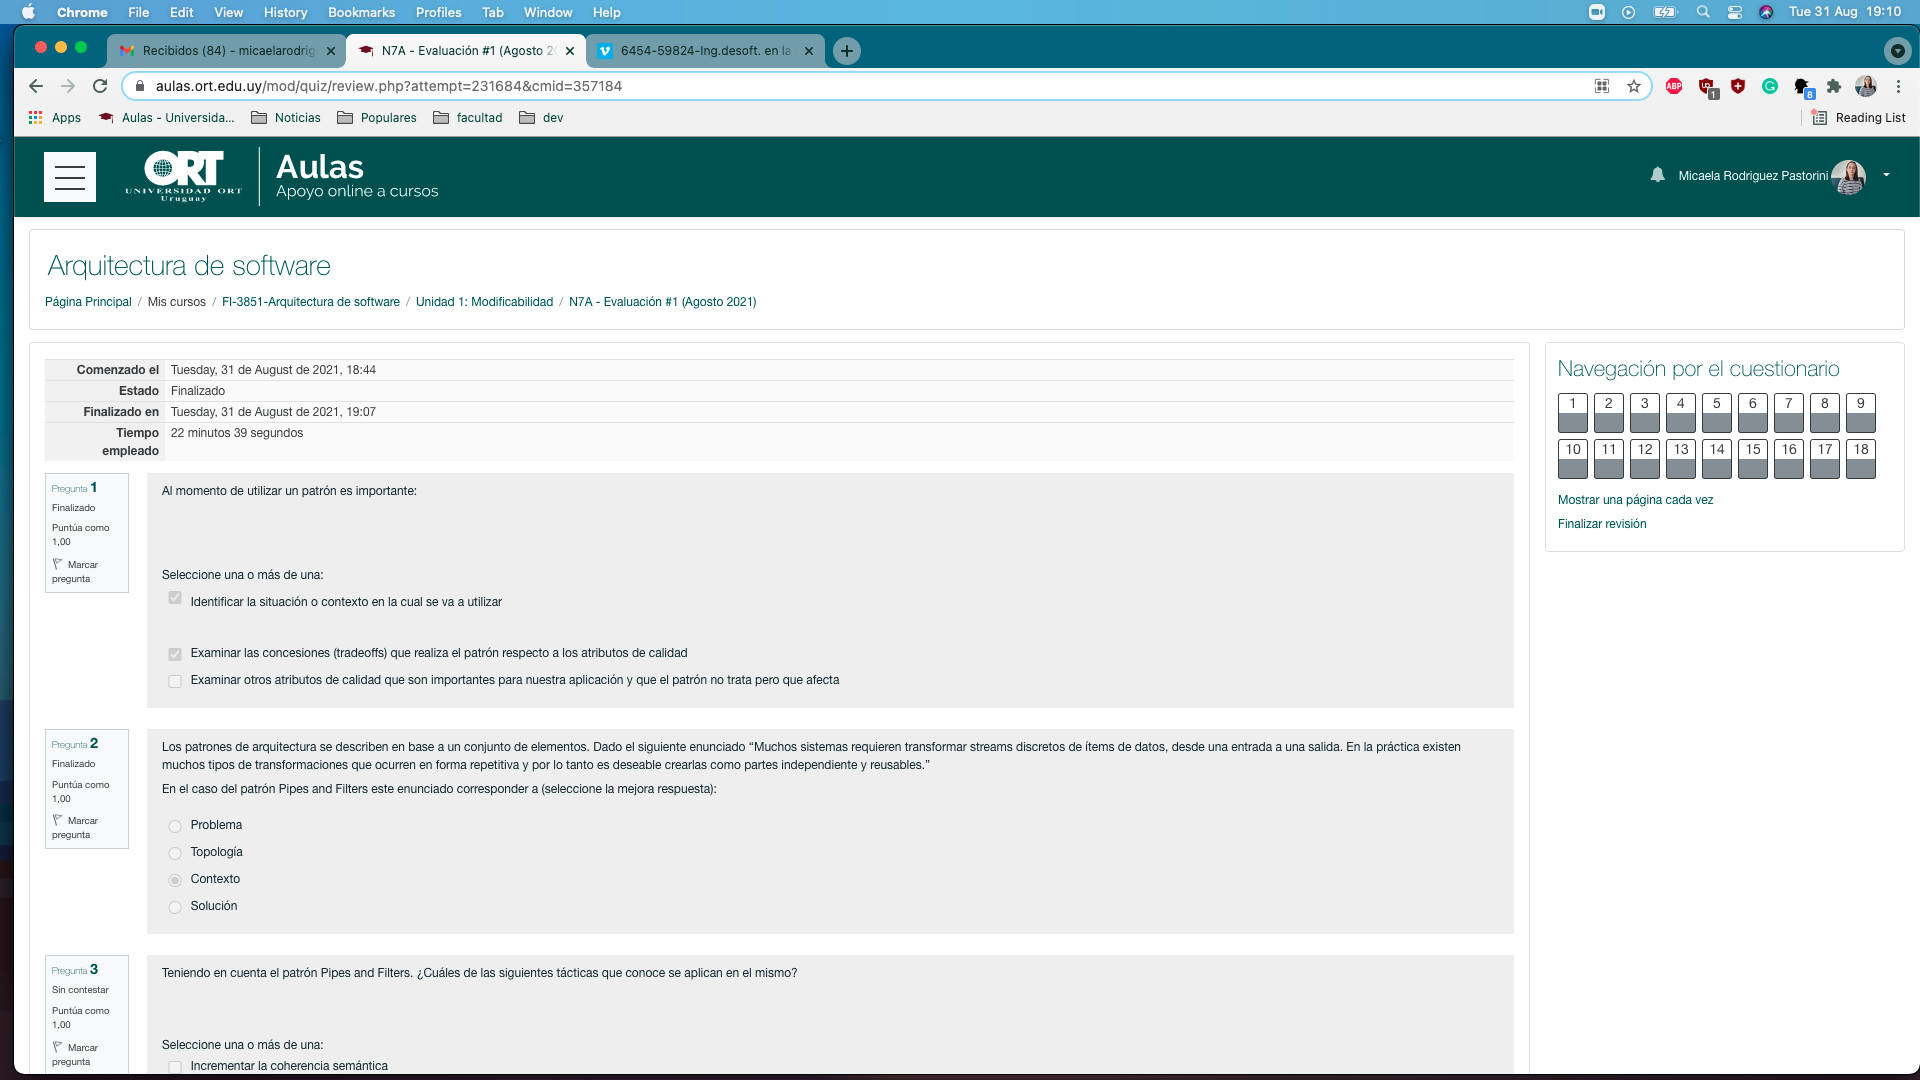 Chrome File Edit View History Bookmarks Profiles Tab Window Help Tue 31 Aug 19:10
Recibidos (84) - micaelarodrig N7A - Evaluación #1 (Agosto 2 6454-59824-Ing.desoft. en la
aulas.ort.edu.uy/mod/quiz/review.php?attempt=231684&cmid=357184 ABP 1 8
Apps Aulas - Universida... Noticias Populares facultad dev Reading List
ORT
UNIVERSIDAD ORT
Uruguay
Aulas
Apoyo online a cursos
Micaela Rodriguez Pastorini
Arquitectura de software
Página Principal / Mis cursos / FI-3851-Arquitectura de software / Unidad 1: Modificabilidad / N7A - Evaluación #1 (Agosto 2021)
Comenzado el Tuesday, 31 de August de 2021, 18:44
Estado Finalizado
Finalizado en Tuesday, 31 de August de 2021, 19:07
Tiempo empleado 22 minutos 39 segundos
Pregunta 1
Finalizado
Puntúa como
1,00
Marcar
pregunta
Al momento de utilizar un patrón es importante:
Seleccione una o más de una:
Identificar la situación o contexto en la cual se va a utilizar
Examinar las concesiones (tradeoffs) que realiza el patrón respecto a los atributos de calidad
Examinar otros atributos de calidad que son importantes para nuestra aplicación y que el patrón no trata pero que afecta
Pregunta 2
Finalizado
Puntúa como
1,00
Marcar
pregunta
Los patrones de arquitectura se describen en base a un conjunto de elementos. Dado el siguiente enunciado “Muchos sistemas requieren transformar streams discretos de ítems de datos, desde una entrada a una salida. En la práctica existen
muchos tipos de transformaciones que ocurren en forma repetitiva y por lo tanto es deseable crearlas como partes independiente y reusables.”
En el caso del patrón Pipes and Filters este enunciado corresponder a (seleccione la mejora respuesta):
Problema
Topología
Contexto
Solución
Pregunta 3
Sin contestar
Puntúa como
1,00
Marcar
pregunta
Teniendo en cuenta el patrón Pipes and Filters. ¿Cuáles de las siguientes tácticas que conoce se aplican en el mismo?
Seleccione una o más de una:
Incrementar la coherencia semántica
Navegación por el cuestionario
1 2 3 4 5 6 7 8 9
10 11 12 13 14 15 16 17 18
Mostrar una página cada vez
Finalizar revisión